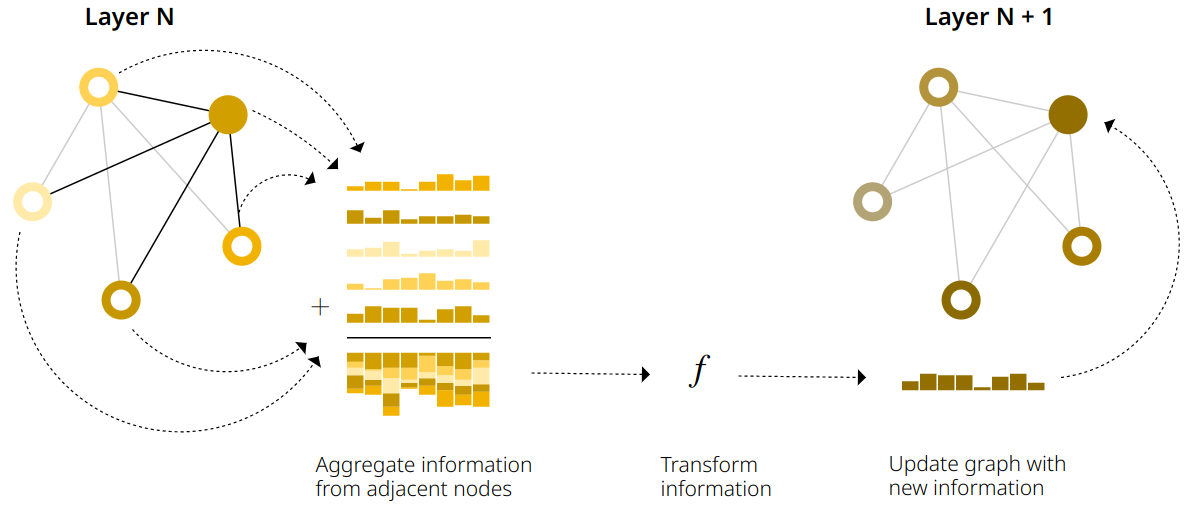 Layer N
Layer N + 1
+
f
Aggregate information
from adjacent nodes
Transform
information
Update graph with
new information